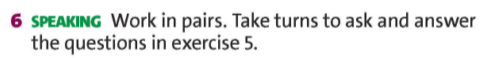 6 SPEAKING Work in pairs. Take turns to ask and answer
the questions in exercise 5.